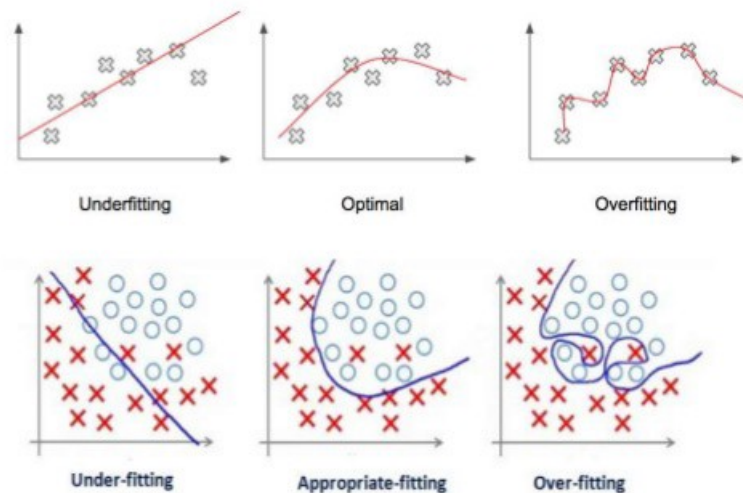 Underfitting
Optimal
Overfitting
Under-fitting
Appropriate-fitting
Over-fitting